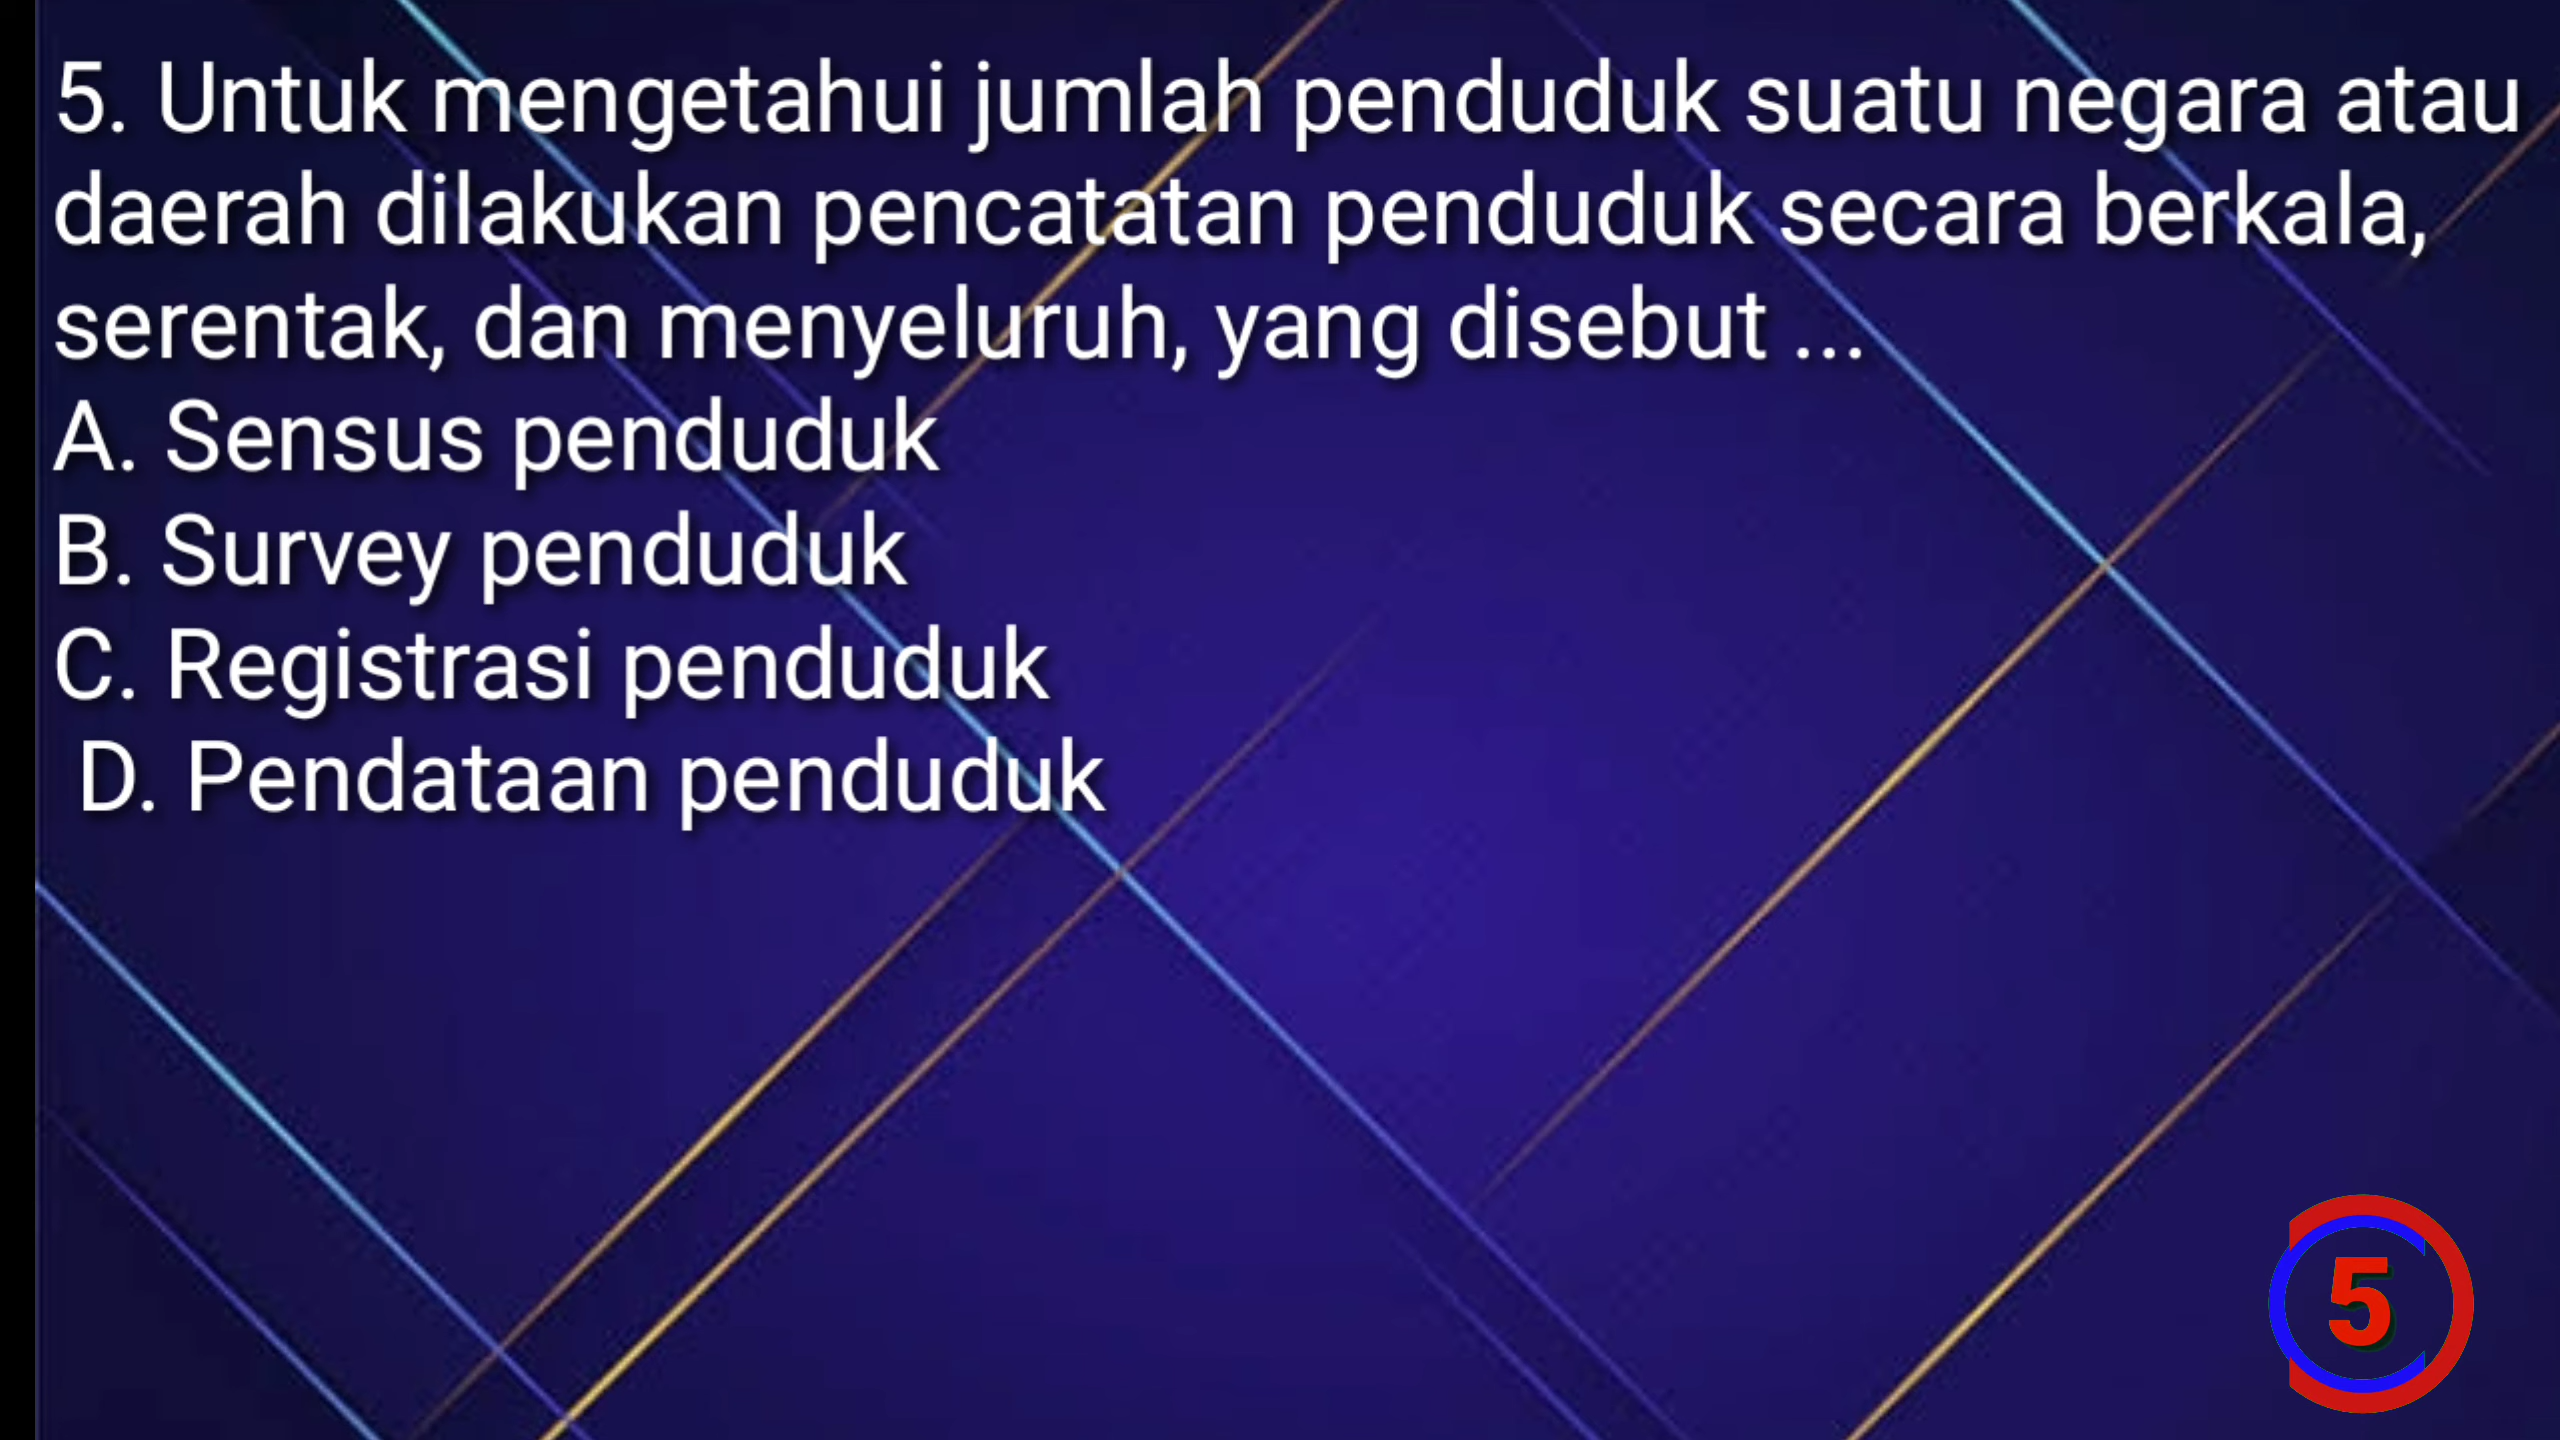 5. Untuk mengetahui jumlah penduduk suatu negara atau
daerah dilakukan pencatatan penduduk secara berkala,
serentak, dan menyeluruh, yang disebut ...
A. Sensus penduduk
B. Survey penduduk
C. Registrasi penduduk
D. Pendataan penduduk
5